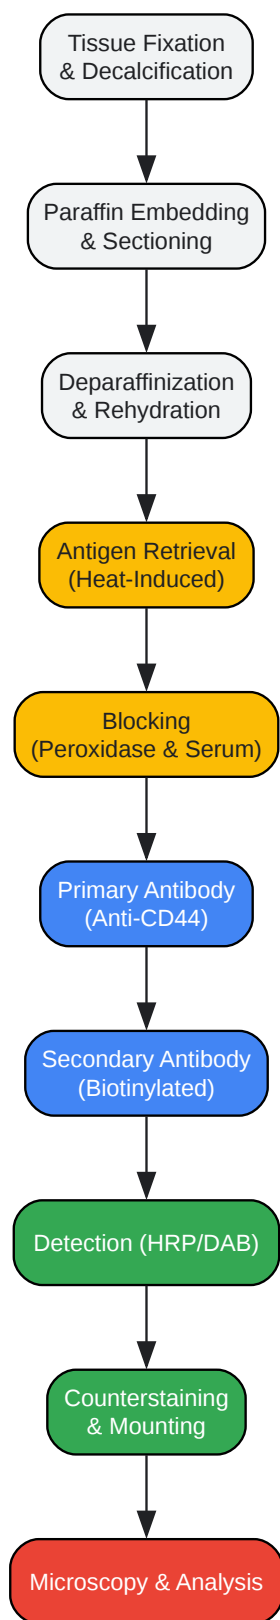 Tissue Fixation
& Decalcification
Paraffin Embedding
& Sectioning
Deparaffinization
& Rehydration
Antigen Retrieval
(Heat-Induced)
Blocking
(Peroxidase & Serum)
Primary Antibody
(Anti-CD44)
Secondary Antibody
(Biotinylated)
Detection (HRP/DAB)
Counterstaining
& Mounting
Microscopy & Analysis